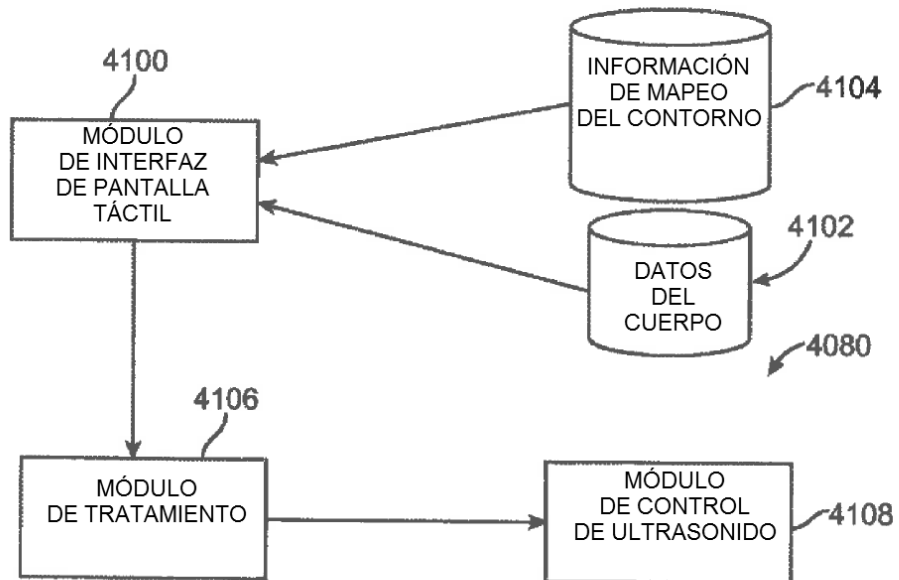 4100
MÓDULO
DE INTERFAZ
DE PANTALLA
TÁCTIL
INFORMACIÓN
DE MAPEO
DEL CONTORNO
4104
DATOS
DEL
CUERPO
4102
4080
4106
MÓDULO
DE TRATAMIENTO
MÓDULO
DE CONTROL
DE ULTRASONIDO
4108